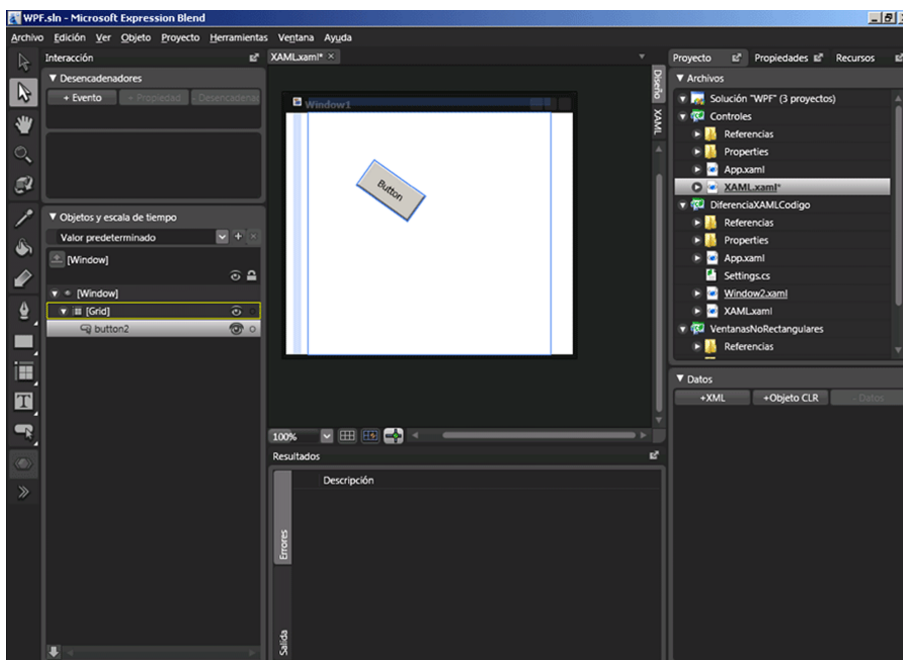 WPF.sln - Microsoft Expression Blend
Archivo Edición Ver Objeto Proyecto Herramientas Ventana Ayuda
Interacción
Desencadenadores
+ Evento + Propiedad - Desencadenad
Objetos y escala de tiempo
Valor predeterminado
[Window]
[Window]
[Grid]
button2
XAML.xaml* ×
Window1
Button
Diseño
XAML
100%
Resultados
Descripción
Errores
Salida
Proyecto Propiedades Recursos
Archivos
Solución "WPF" (3 proyectos)
Controles
Referencias
Properties
App.xaml
XAML.xaml*
DiferenciaXAMLCodigo
Referencias
Properties
App.xaml
Settings.cs
Window2.xaml
XAML.xaml
VentanasNoRectangulares
Referencias
Datos
+XML +Objeto CLR - Datos